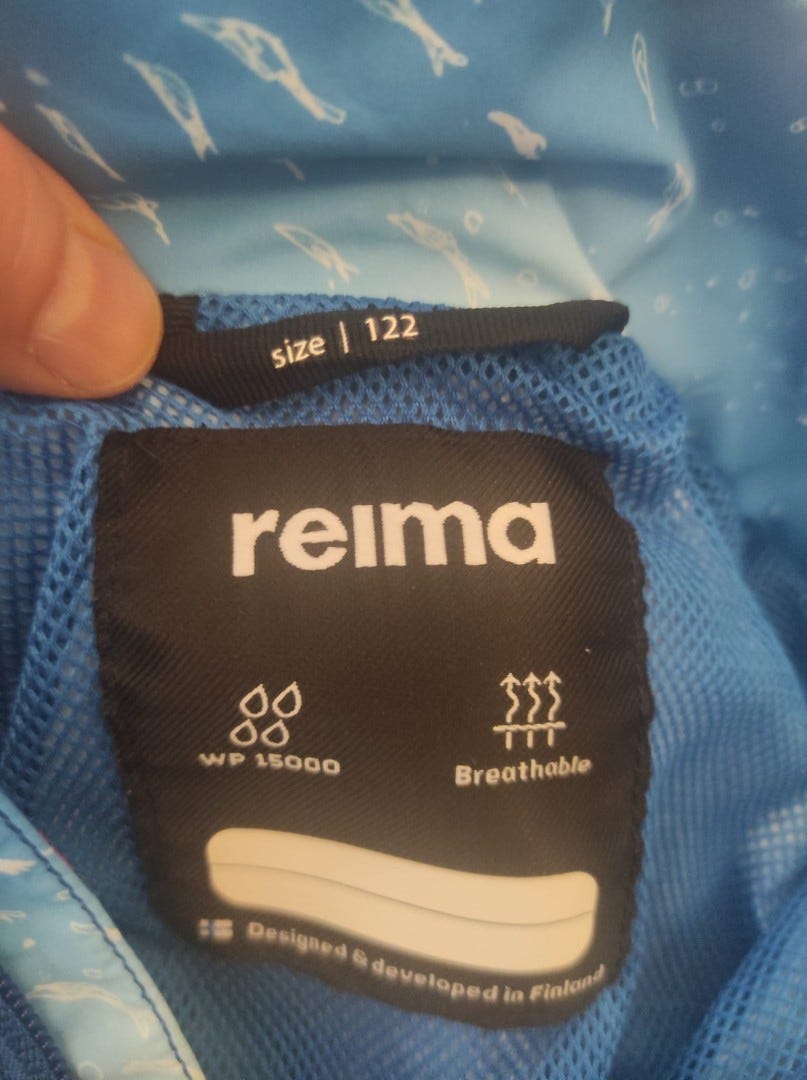 size | 122
reima
WP 15000
Breathable
Designed & developed in Finland